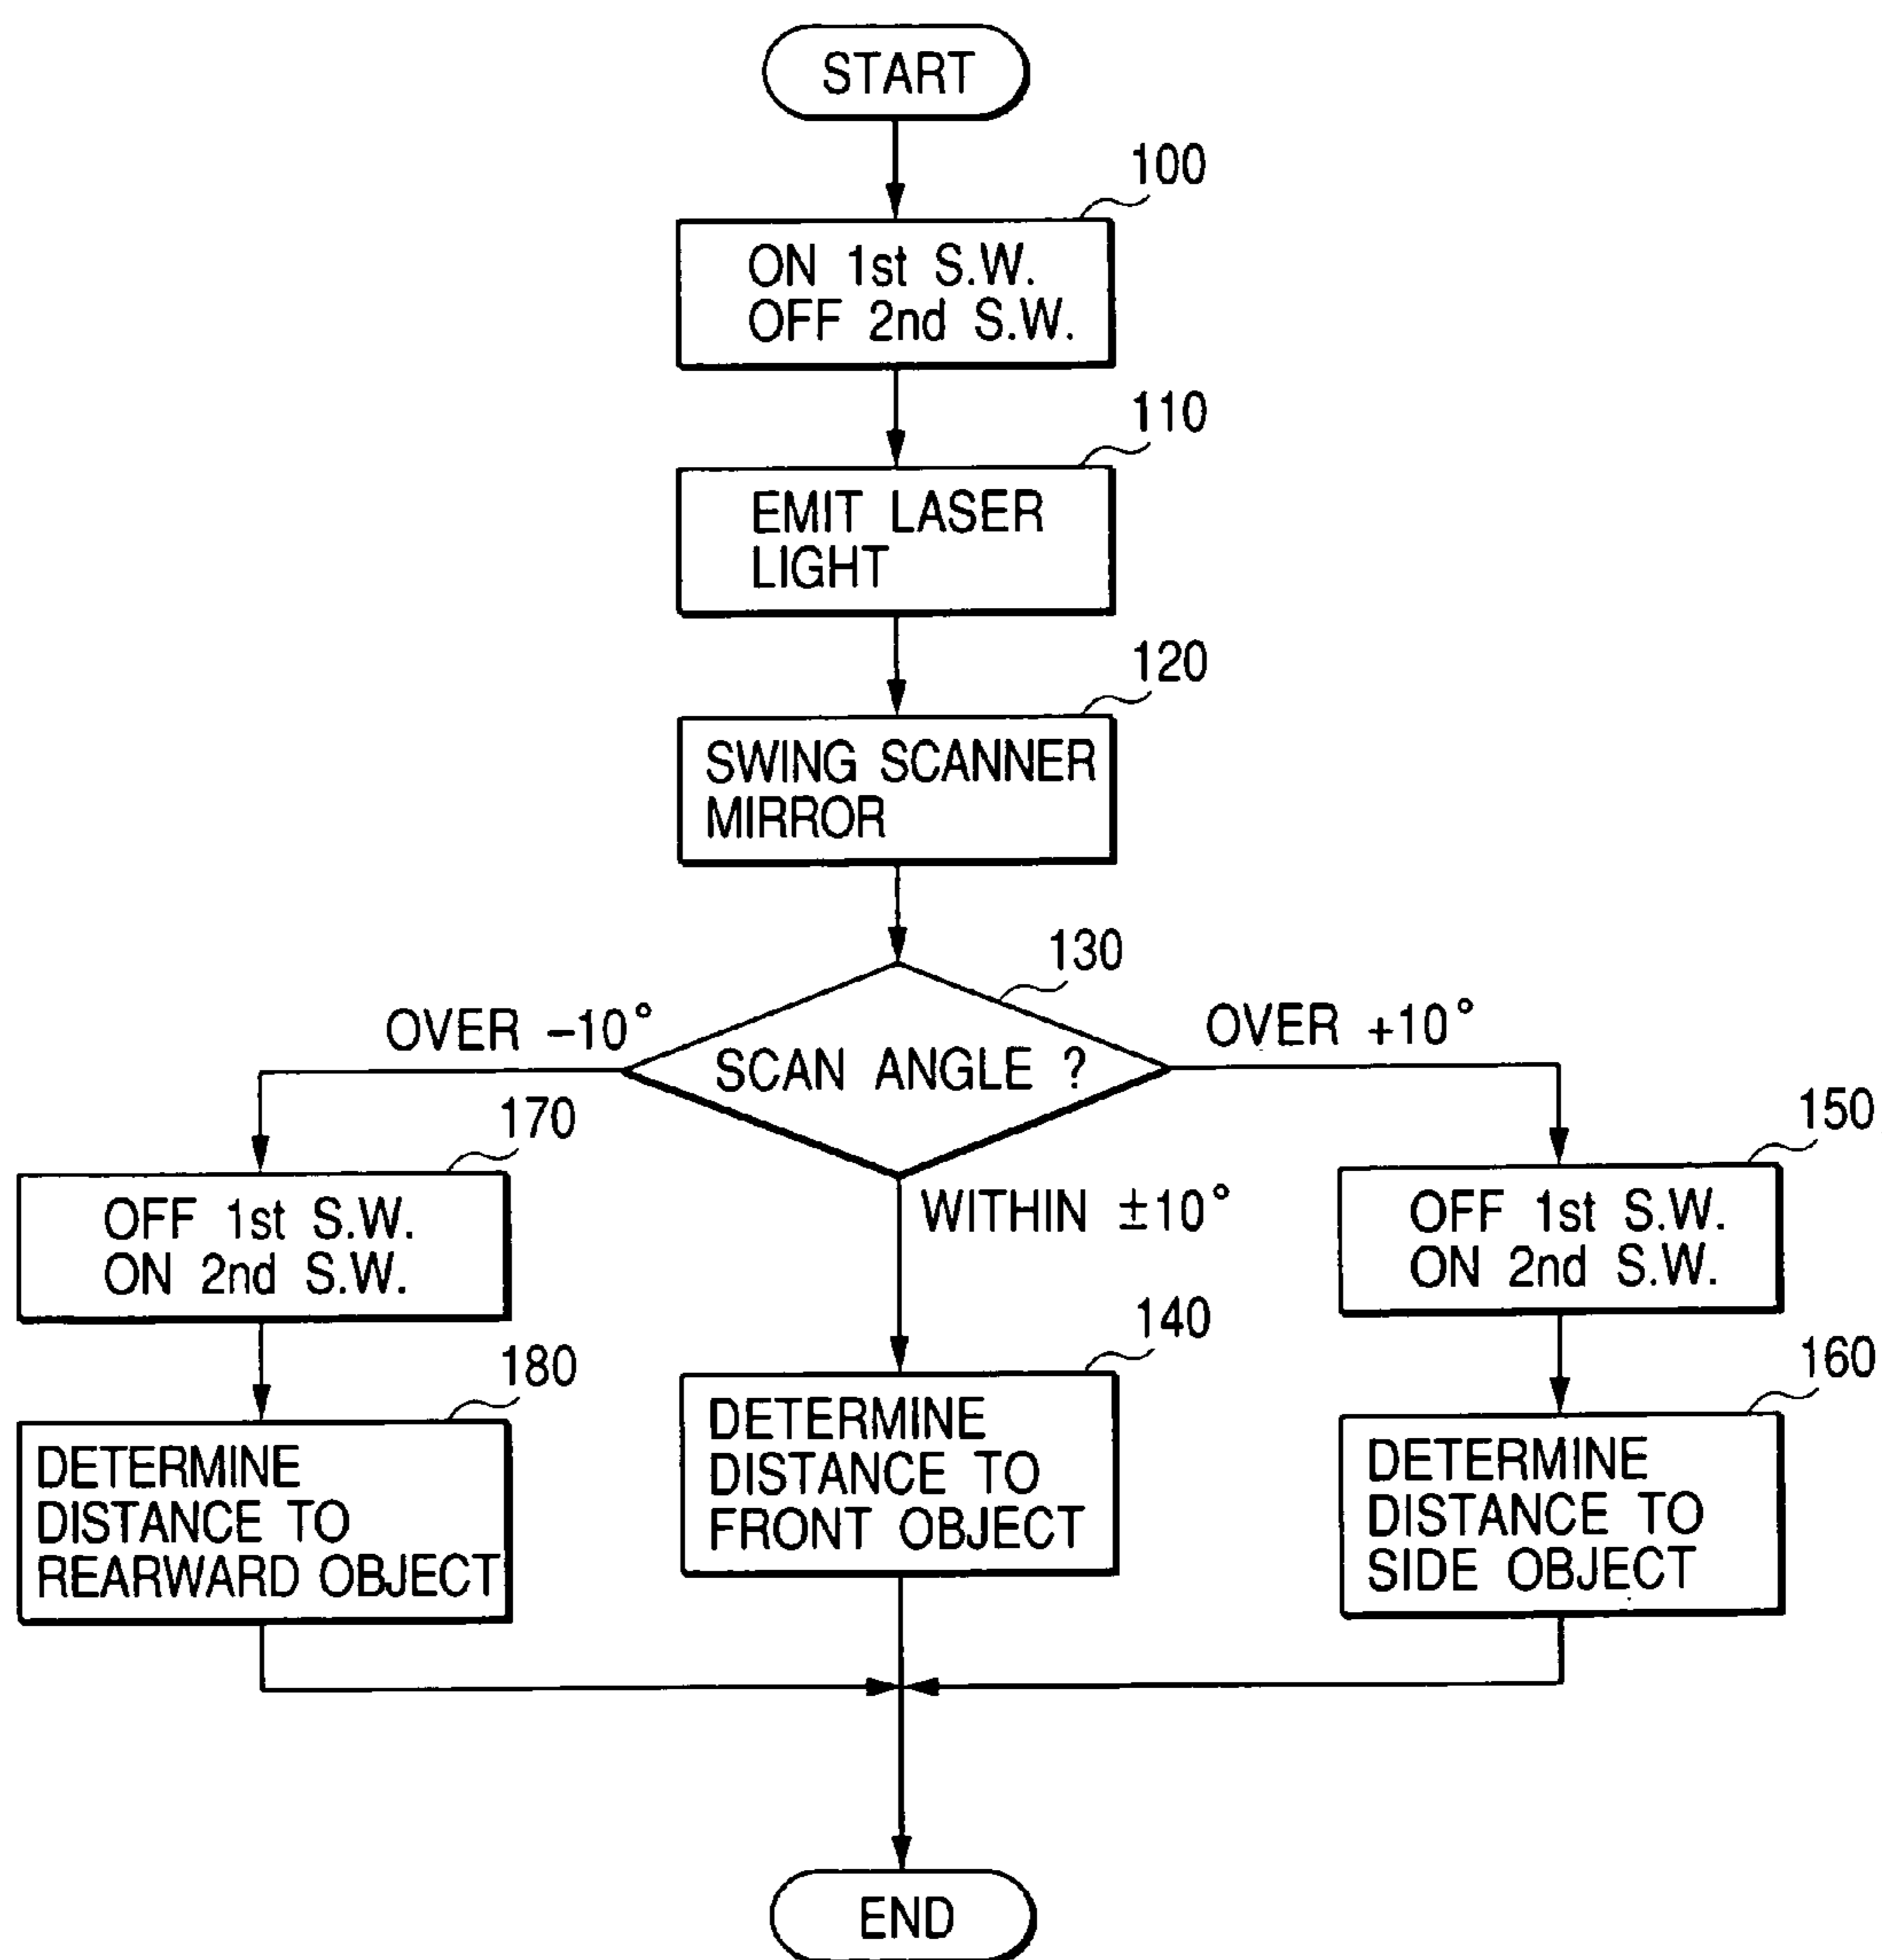 START
100
ON 1st S.W.
OFF 2nd S.W.
110
EMIT LASER
LIGHT
120
SWING SCANNER
MIRROR
130
SCAN ANGLE ?
OVER −10°
OVER +10°
WITHIN ±10°
170
OFF 1st S.W.
ON 2nd S.W.
180
DETERMINE
DISTANCE TO
REARWARD OBJECT
140
DETERMINE
DISTANCE TO
FRONT OBJECT
150
OFF 1st S.W.
ON 2nd S.W.
160
DETERMINE
DISTANCE TO
SIDE OBJECT
END